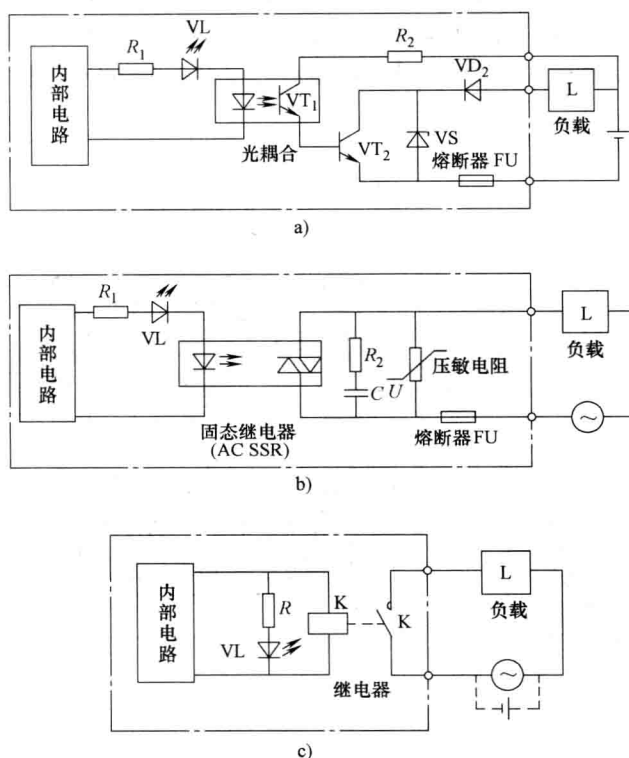 内部电路
R1
VL
VT1
光耦合
R2
VD2
VT2
VS
熔断器 FU
L
负载
a)
内部电路
R1
VL
固态继电器
(AC SSR)
R2
C
U
压敏电阻
熔断器FU
L
负载
b)
内部电路
R
VL
K
继电器
K
L
负载
c)